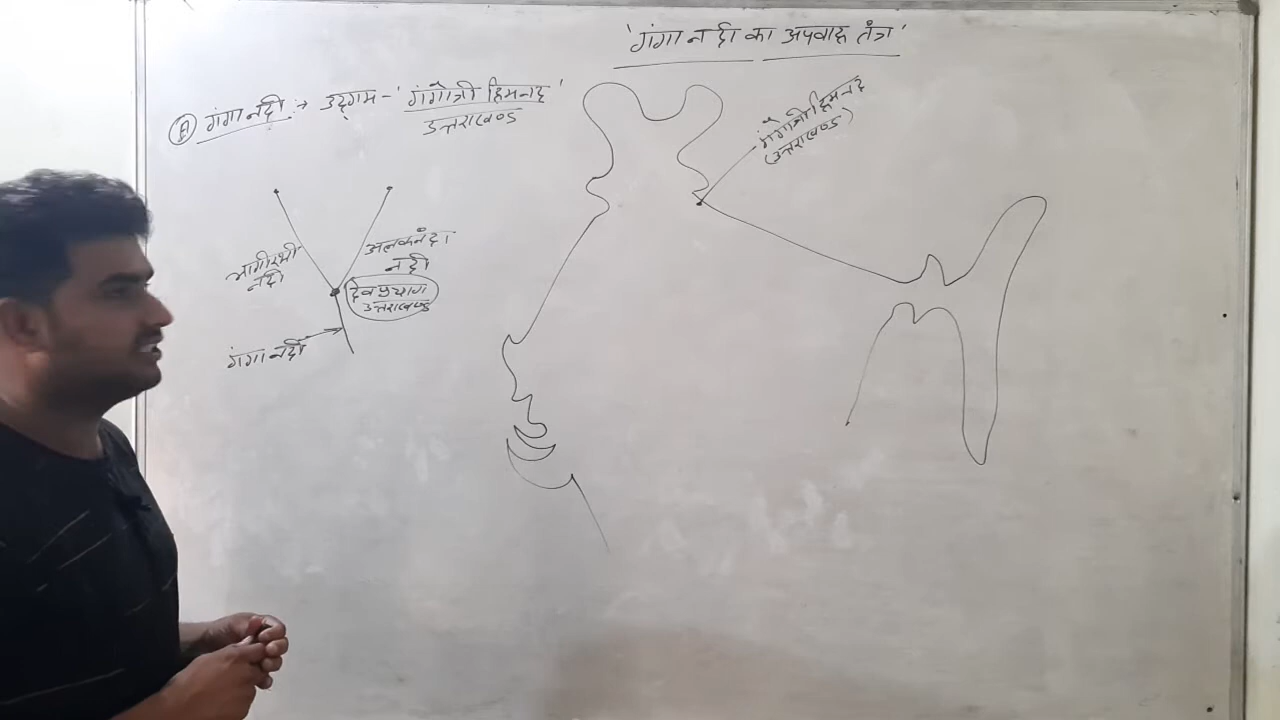 'गंगा नदी का अपवाह तंत्र'
(A) गंगा नदी :→ उद्गम - 'गंगोत्री हिमनद'
उत्तराखण्ड
गंगोत्री हिमनद
(उत्तराखण्ड)
भागीरथी
नदी
अलकनंदा
नदी
देवप्रयाग
उत्तराखण्ड
गंगा नदी